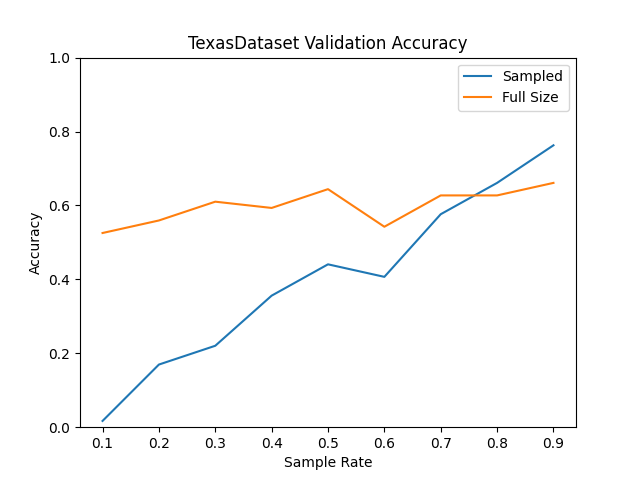 TexasDataset Validation Accuracy
1.0
0.8
0.6
0.4
0.2
0.0
Accuracy
Sampled
Full Size
0.1 0.2 0.3 0.4 0.5 0.6 0.7 0.8 0.9
Sample Rate